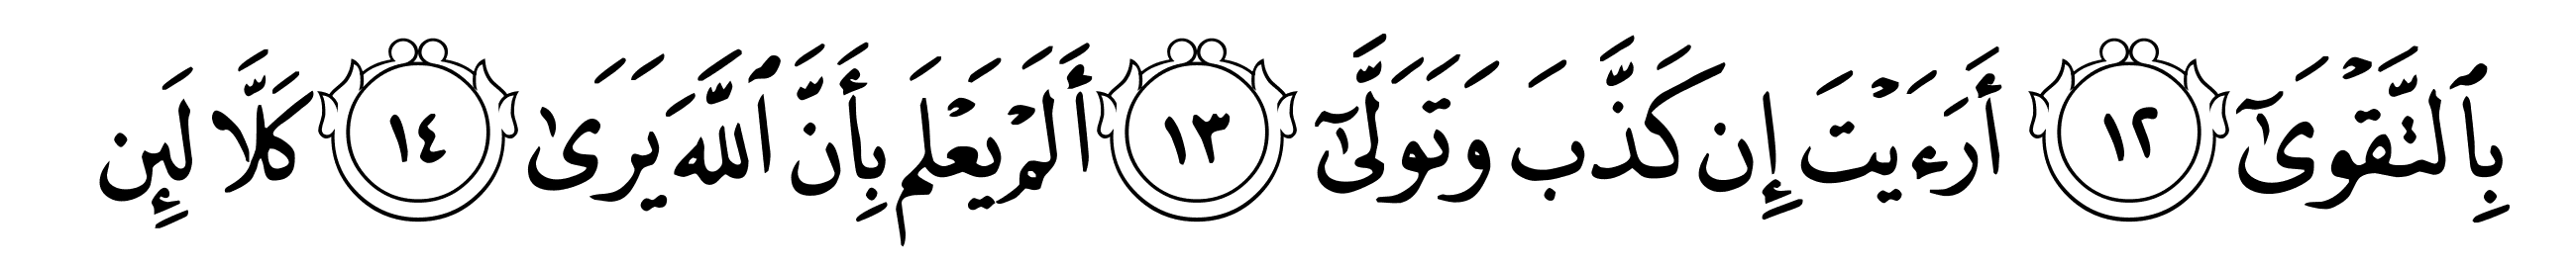 بِٱلتَّقۡوَىٰٓ ١٢ أَرَءَيۡتَ إِن كَذَّبَ وَتَوَلَّىٰٓ ١٣ أَلَمۡ يَعۡلَم بِأَنَّ ٱللَّهَ يَرَىٰ ١٤ كَلَّا لَئِن